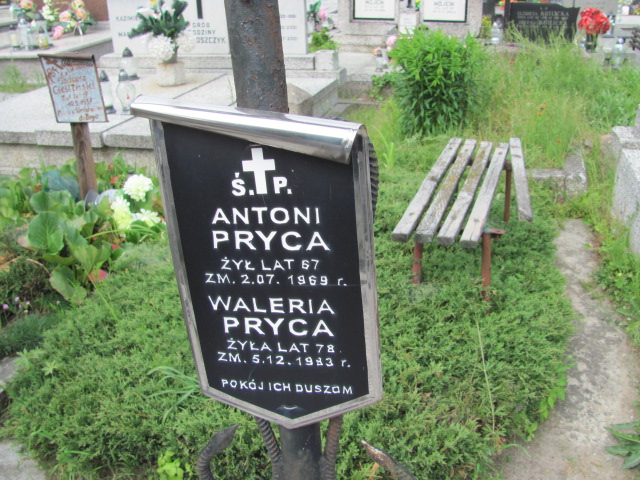 Ś. P.
ANTONI
PRYCA
ŻYŁ LAT 67
ZM. 2.07. 1969 r.
WALERIA
PRYCA
ŻYŁA LAT 78
ZM. 5.12. 1983 r.
POKÓJ ICH DUSZOM